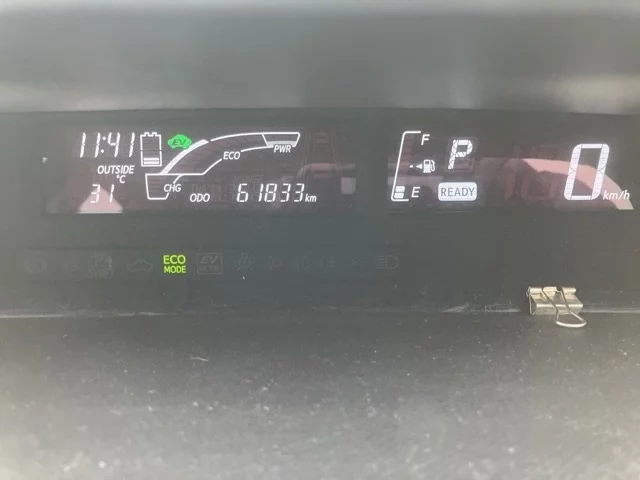 11:41
EV
OUTSIDE
°C
31
ECO
PWR
CHG
ODO 61833 km
F
E
P
READY
0 km/h
ECO
MODE
EV